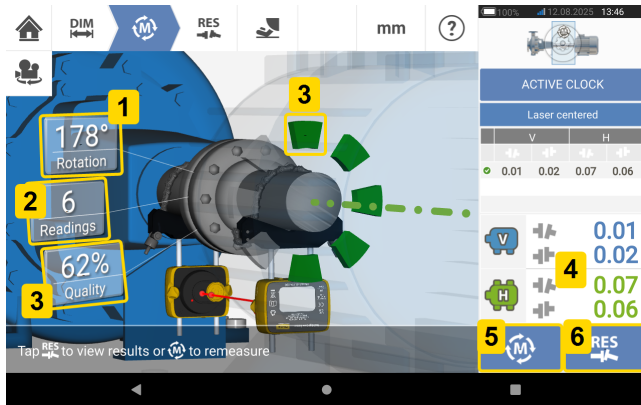 DIM
M
RES
mm
?
100%
12.08.2025 13:46
ACTIVE CLOCK
Laser centered
V H
0.01 0.02 0.07 0.06
1
178°
Rotation
2
6
Readings
62%
Quality
3
3
V
0.01
0.02
4
H
0.07
0.06
5
M
6
RES
Tap RES to view results or M to remeasure